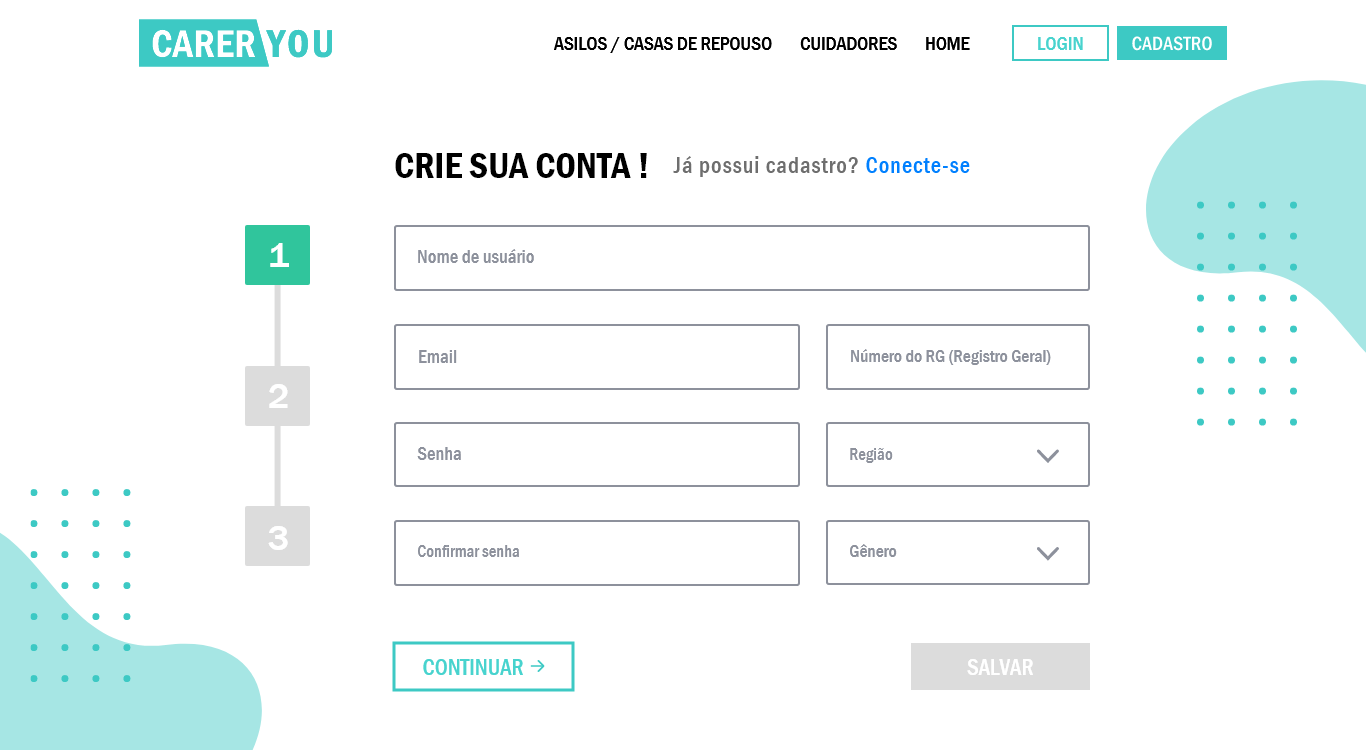 CARER YOU
ASILOS / CASAS DE REPOUSO CUIDADORES HOME LOGIN CADASTRO
CRIE SUA CONTA ! Já possui cadastro? Conecte-se
1
Nome de usuário
Email
Número do RG (Registro Geral)
2
Senha
Região
3
Confirmar senha
Gênero
CONTINUAR →
SALVAR